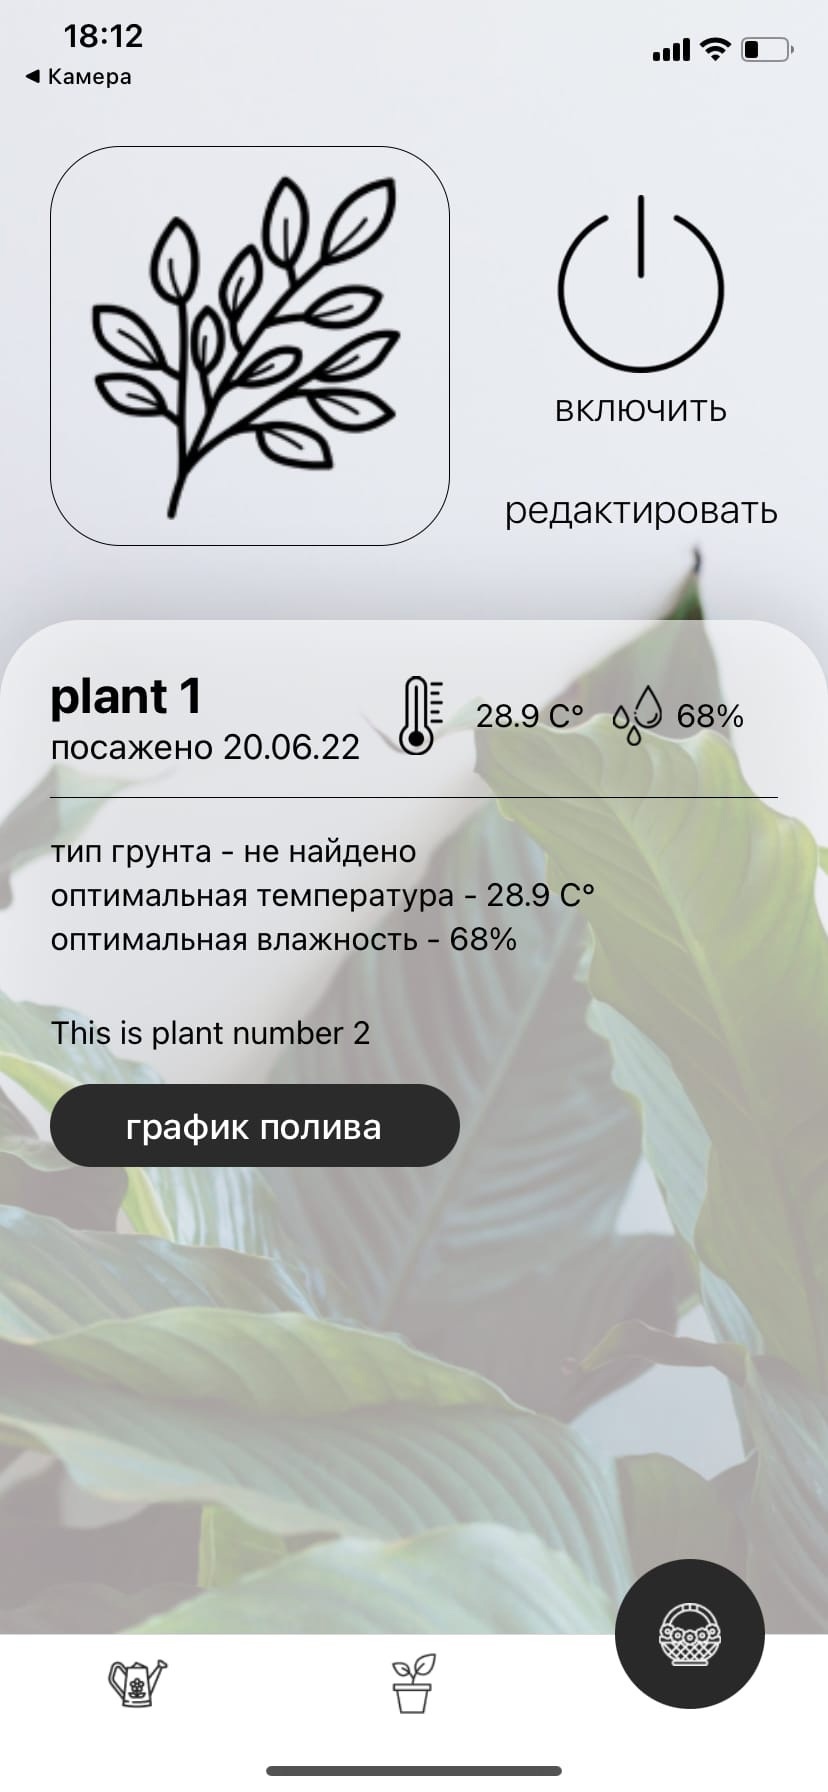 18:12
◀ Камера
включить
редактировать
plant 1
посажено 20.06.22
28.9 C°
68%
тип грунта - не найдено
оптимальная температура - 28.9 C°
оптимальная влажность - 68%
This is plant number 2
график полива